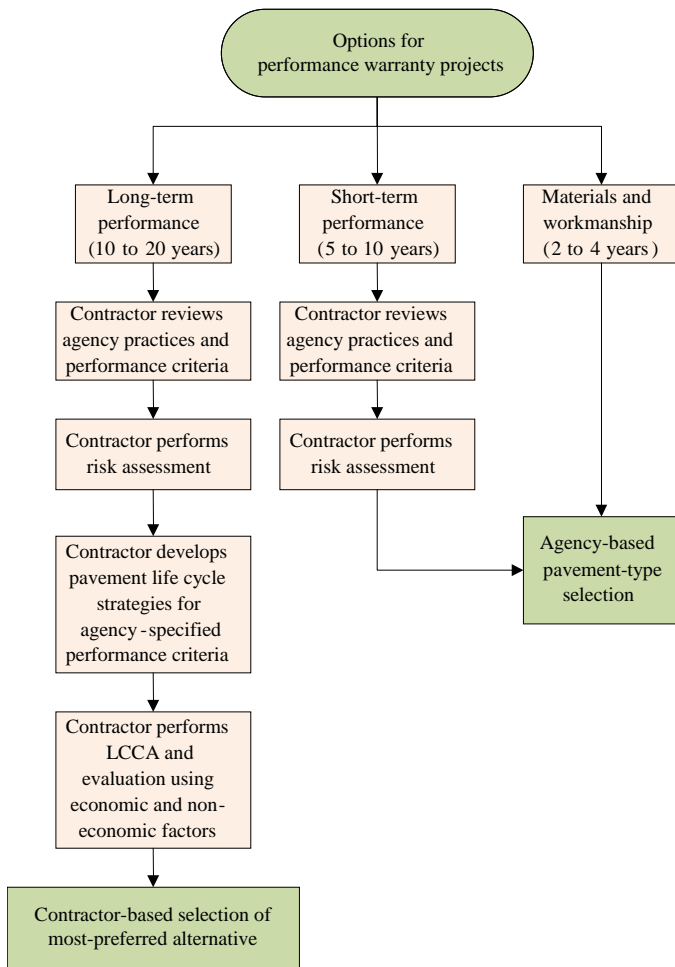 Options for
performance warranty projects
Long-term
performance
(10 to 20 years)
Short-term
performance
(5 to 10 years)
Materials and
workmanship
(2 to 4 years)
Contractor reviews
agency practices and
performance criteria
Contractor reviews
agency practices and
performance criteria
Contractor performs
risk assessment
Contractor performs
risk assessment
Contractor develops
pavement life cycle
strategies for
agency-specified
performance criteria
Agency-based
pavement-type
selection
Contractor performs
LCCA and
evaluation using
economic and non-
economic factors
Contractor-based selection of
most-preferred alternative